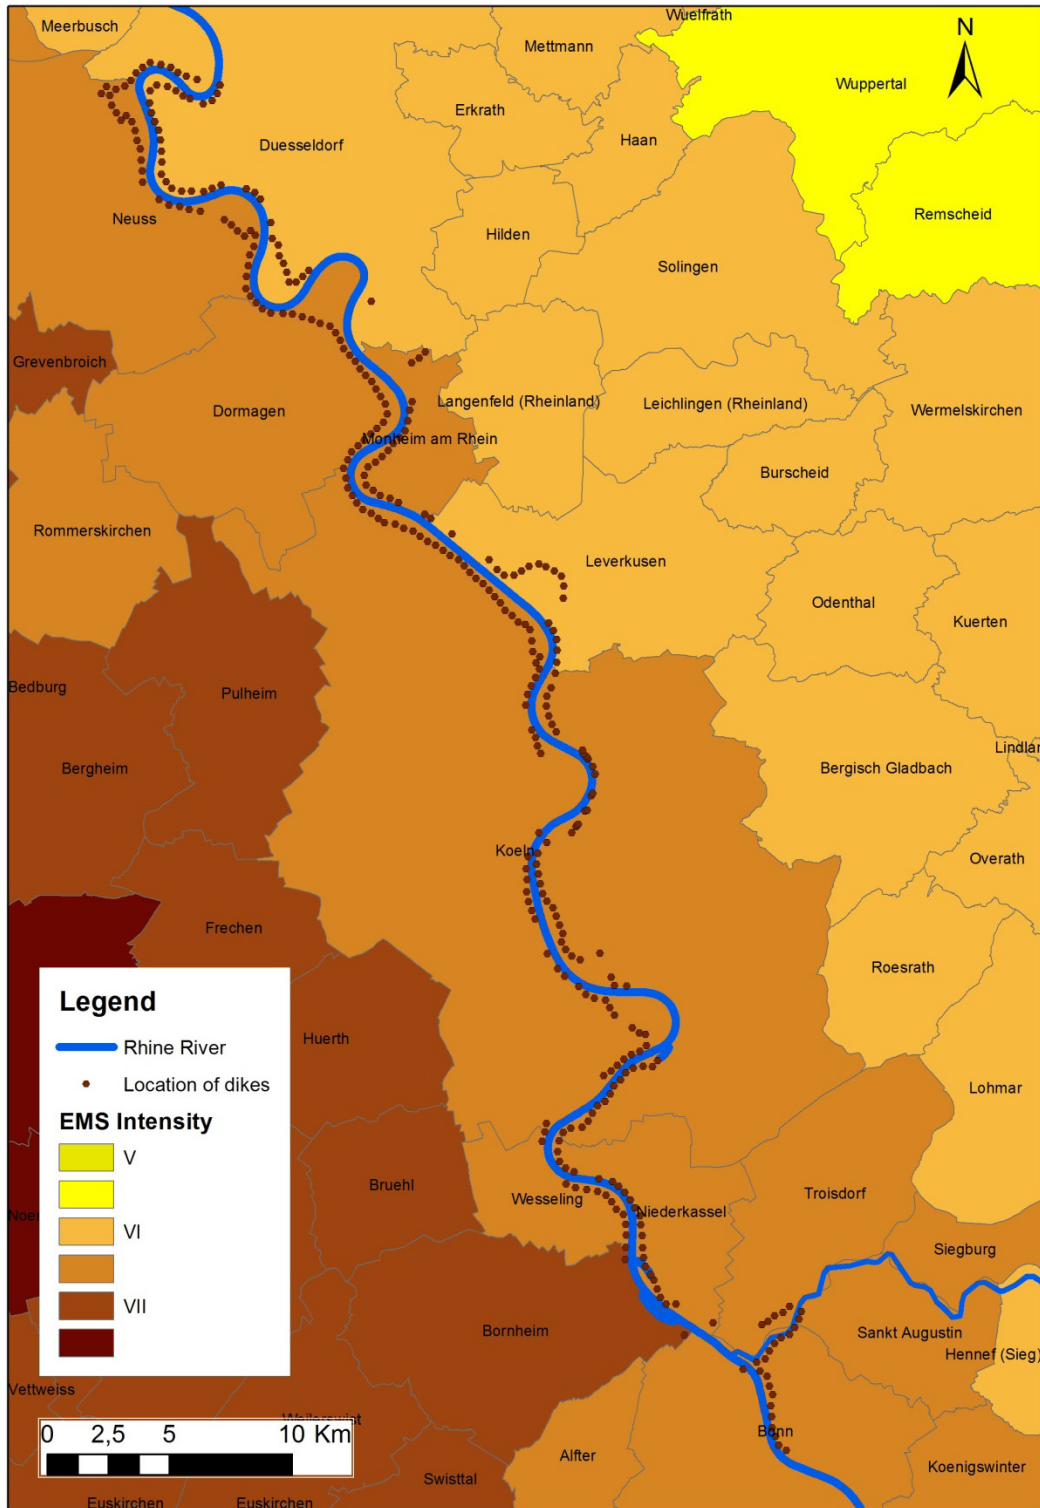 Wuelfrath
Meerbusch
Mettmann
N
Wuppertal
Erkrath
Haan
Duesseldorf
Remscheid
Neuss
Hilden
Solingen
Grevenbroich
Langenfeld (Rheinland)
Leichlingen (Rheinland)
Dormagen
Wermelskirchen
Monheim am Rhein
Burscheid
Rommerskirchen
Leverkusen
Odenthal
Kuerten
Bedburg
Pulheim
Lindlar
Bergheim
Bergisch Gladbach
Koeln
Overath
Frechen
Roesrath
Legend
Rhine River
Location of dikes
EMS Intensity
V
VI
VII
Huerth
Lohmar
Bruehl
Wesseling
Niederkassel
Troisdorf
Noer
Siegburg
Bornheim
Sankt Augustin
Hennef (Sieg)
Vettweiss
Weilerswist
0 2,5 5 10 Km
Bonn
Alfter
Swisttal
Koenigswinter
Euskirchen
Euskirchen